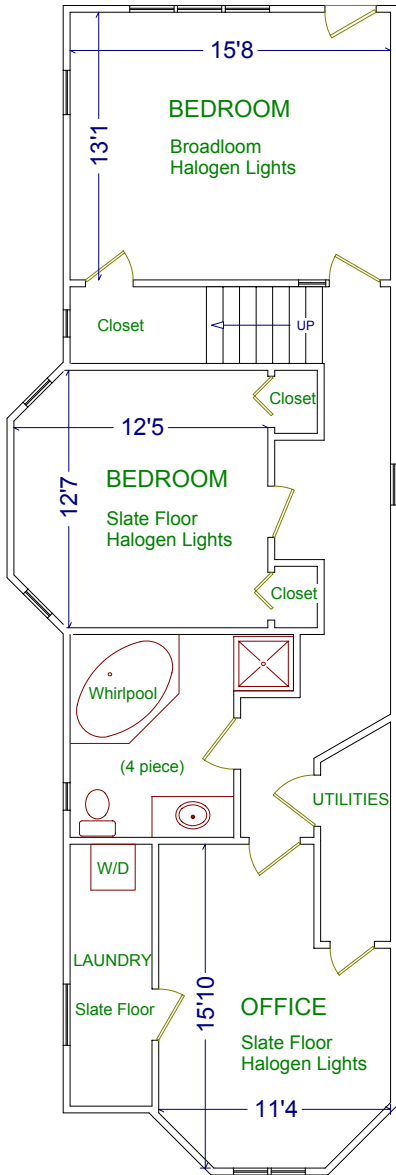 15'8
BEDROOM
13'1
Broadloom
Halogen Lights
Closet
UP
Closet
12'5
BEDROOM
12'7
Slate Floor
Halogen Lights
Closet
Whirlpool
(4 piece)
UTILITIES
W/D
LAUNDRY
Slate Floor
15'10
OFFICE
Slate Floor
Halogen Lights
11'4